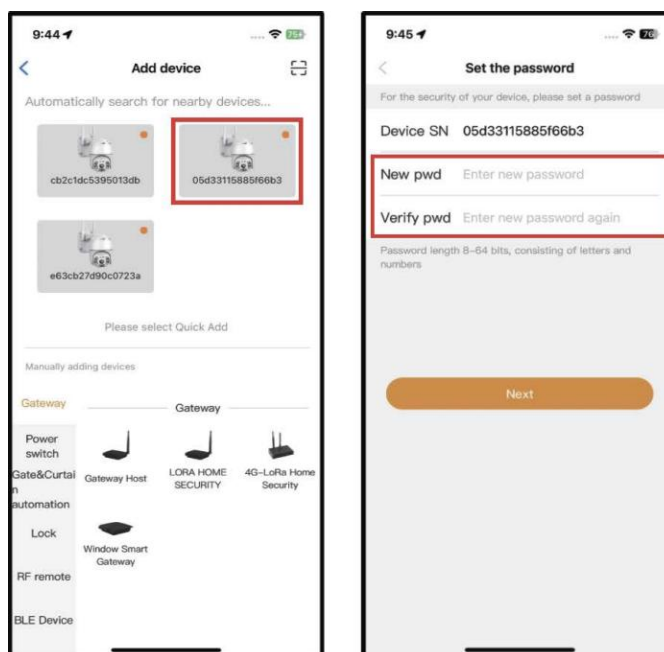 9:44
75
Add device
Automatically search for nearby devices...
cb2c1dc5395013db
05d33115885f66b3
e63cb27d90c0723a
Please select Quick Add
Manually adding devices
Gateway
Gateway
Power
switch
Gate&Curtai
n
automation
Lock
RF remote
BLE Device
Gateway Host
LORA HOME
SECURITY
4G-LoRa Home
Security
Window Smart
Gateway
9:45
76
Set the password
For the security of your device, please set a password
Device SN 05d33115885f66b3
New pwd Enter new password
Verify pwd Enter new password again
Password length 8-64 bits, consisting of letters and
numbers
Next